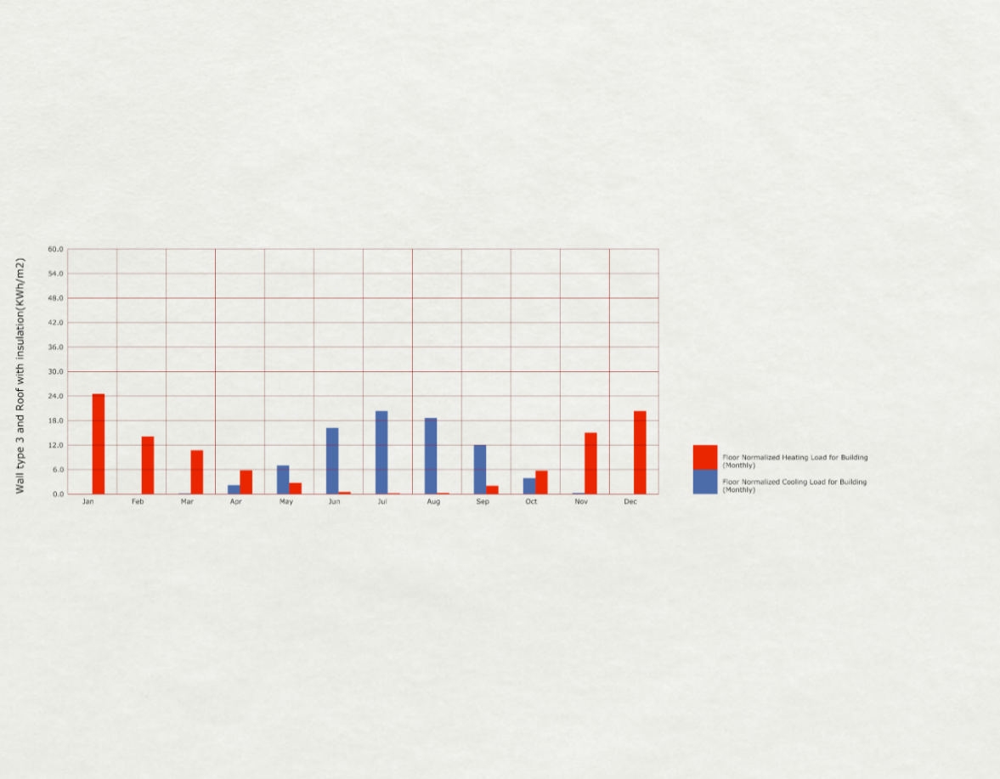 Wall type 3 and Roof with insulation(KWh/m2)
60.0
54.0
48.0
42.0
36.0
30.0
24.0
18.0
12.0
6.0
0.0
Jan Feb Mar Apr May Jun Jul Aug Sep Oct Nov Dec
Floor Normalized Heating Load for Building
(Monthly)
Floor Normalized Cooling Load for Building
(Monthly)